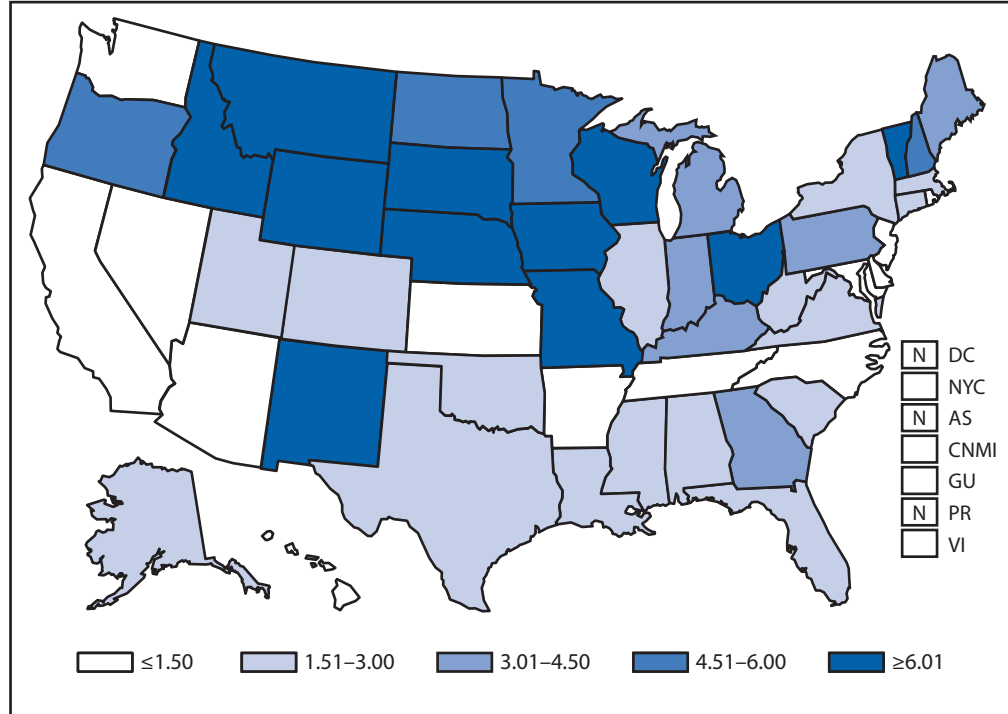 N DC
NYC
N AS
CNMI
GU
N PR
VI
≤1.50 1.51–3.00 3.01–4.50 4.51–6.00 ≥6.01